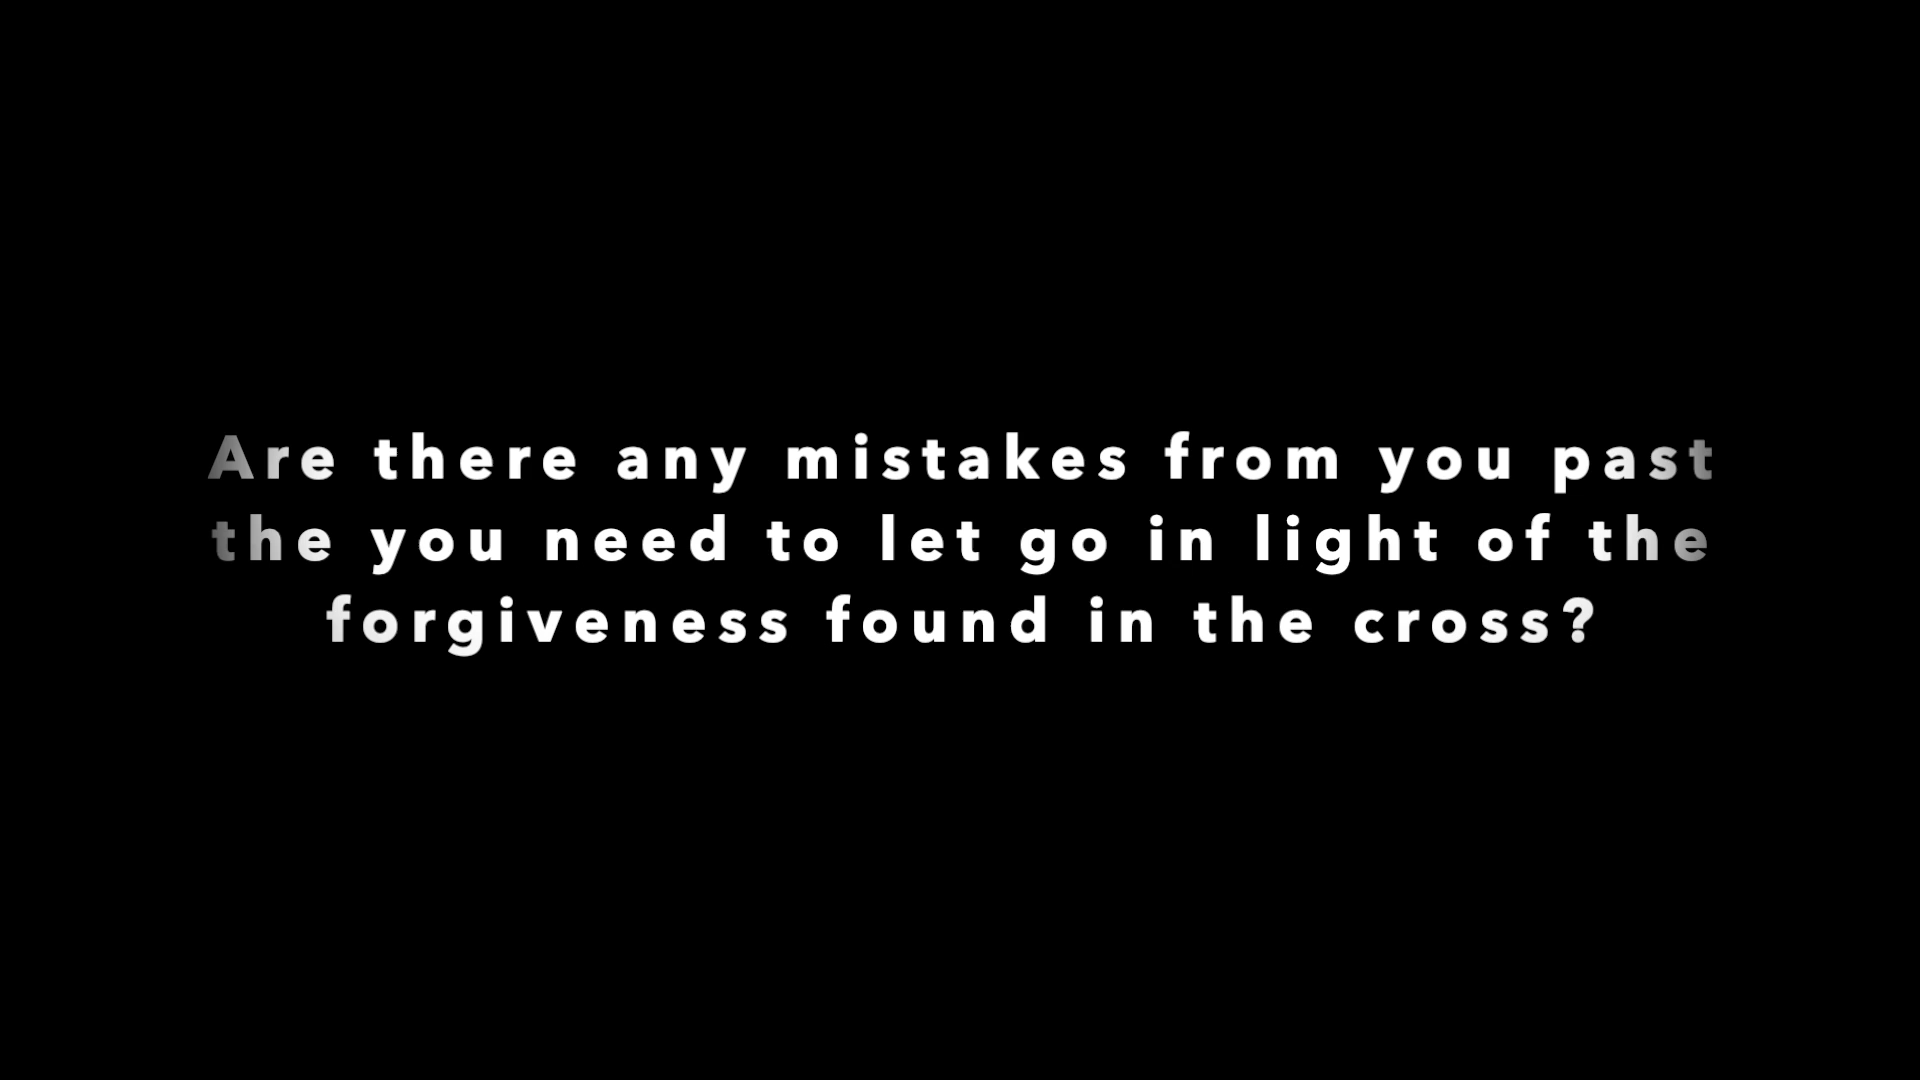 Are there any mistakes from you past
the you need to let go in light of the
forgiveness found in the cross?